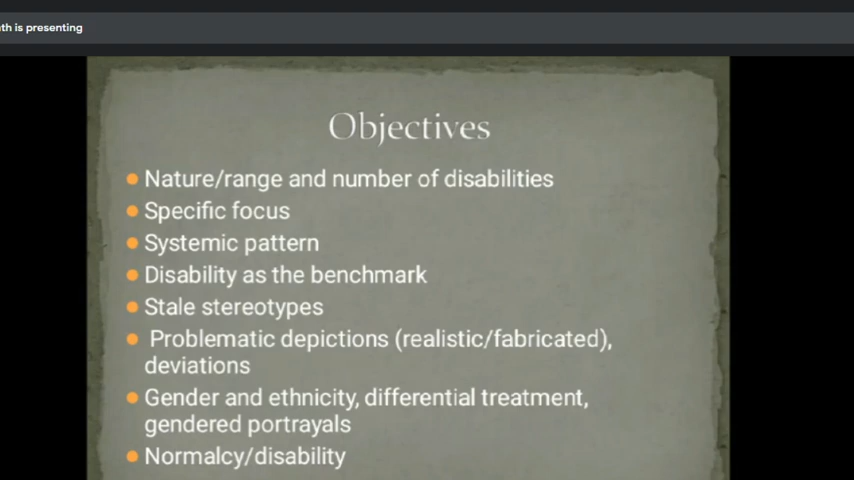 is presenting
Objectives
Nature/range and number of disabilities
Specific focus
Systemic pattern
Disability as the benchmark
Stale stereotypes
Problematic depictions (realistic/fabricated),
deviations
Gender and ethnicity, differential treatment,
gendered portrayals
Normalcy/disability